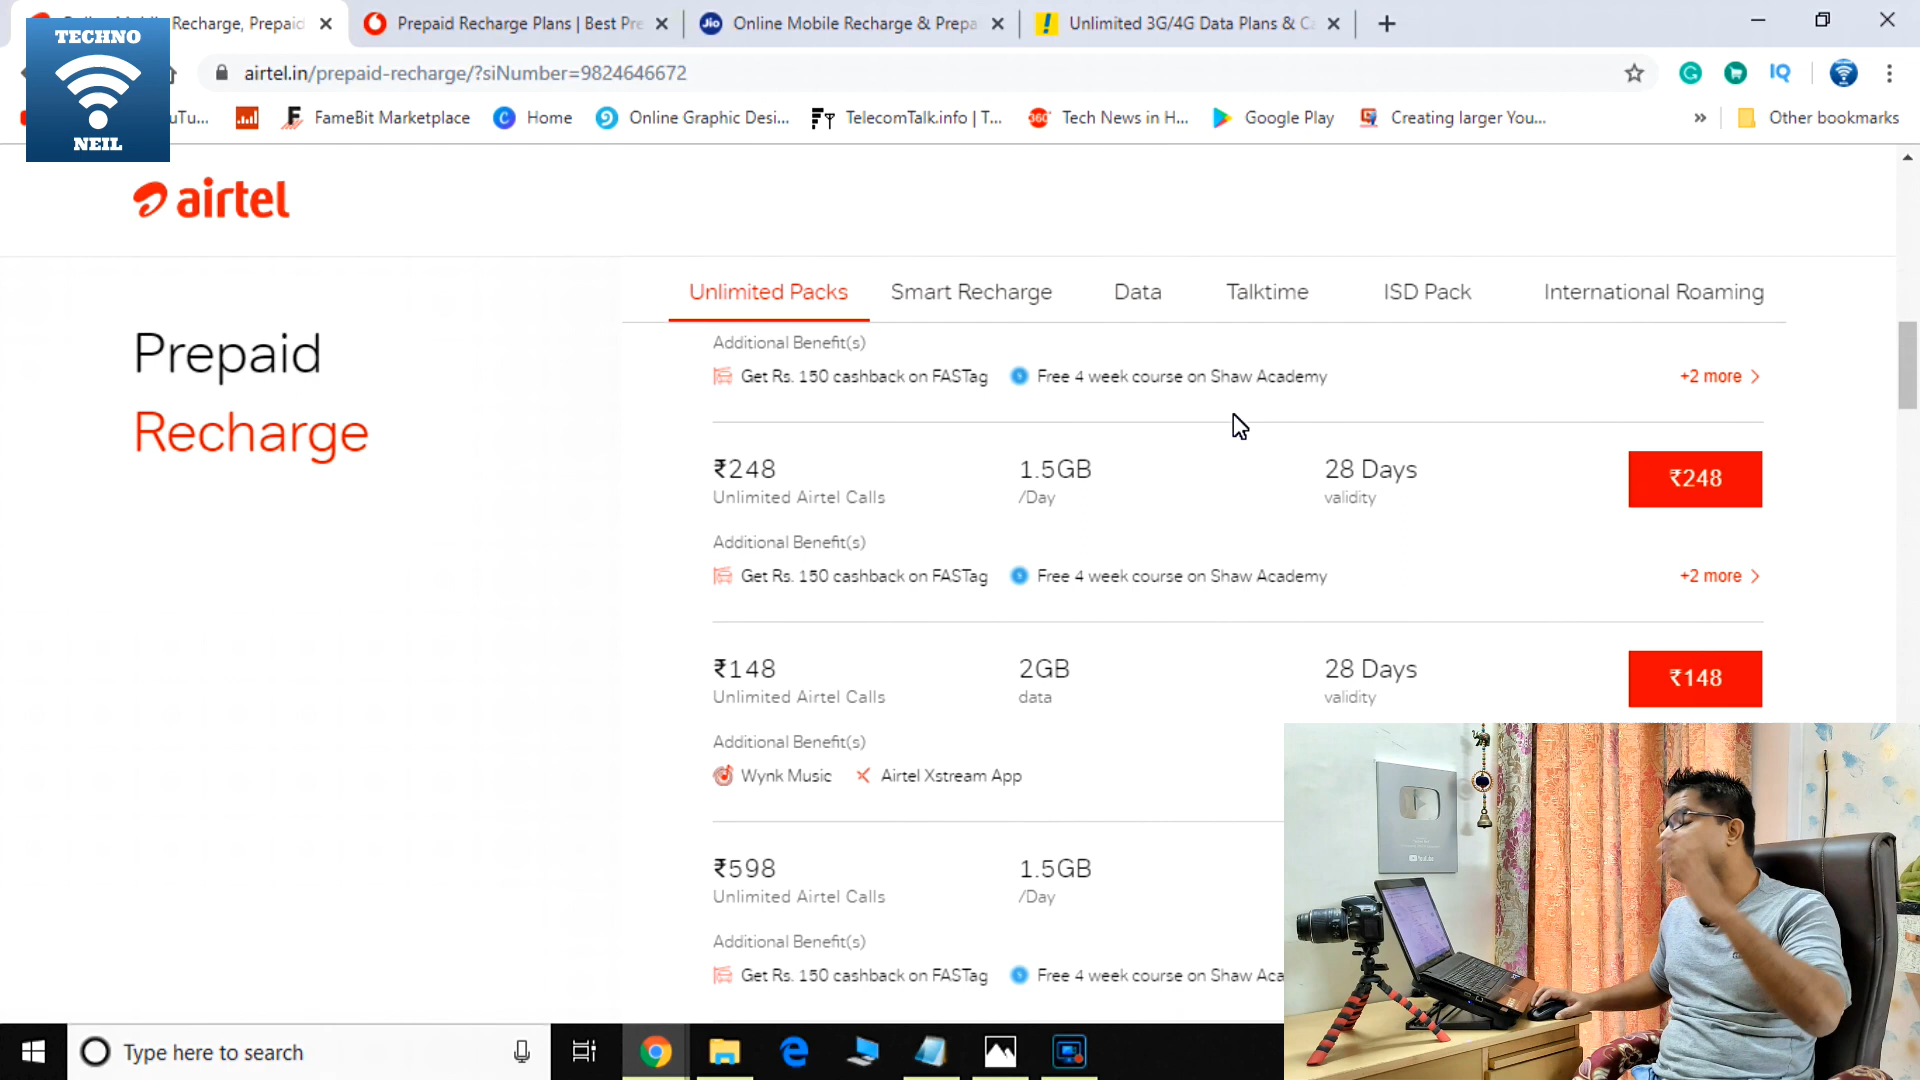 TECHNO
NEIL
Recharge, Prepaid
Prepaid Recharge Plans | Best Pre
Jio
Online Mobile Recharge & Prepa
Unlimited 3G/4G Data Plans & Ca
airtel.in/prepaid-recharge/?siNumber=9824646672
IQ
uTu...
FameBit Marketplace
Home
Online Graphic Desi...
TelecomTalk.info | T...
360
Tech News in H...
Google Play
Creating larger You...
»
Other bookmarks
airtel
Prepaid
Recharge
Unlimited Packs
Smart Recharge
Data
Talktime
ISD Pack
International Roaming
Additional Benefit(s)
Get Rs. 150 cashback on FASTag
Free 4 week course on Shaw Academy
+2 more >
₹248
1.5GB
28 Days
₹248
Unlimited Airtel Calls
/Day
validity
Additional Benefit(s)
Get Rs. 150 cashback on FASTag
Free 4 week course on Shaw Academy
+2 more >
₹148
2GB
28 Days
₹148
Unlimited Airtel Calls
data
validity
Additional Benefit(s)
Wynk Music
Airtel Xstream App
₹598
1.5GB
Unlimited Airtel Calls
/Day
Additional Benefit(s)
Get Rs. 150 cashback on FASTag
Free 4 week course on Shaw Aca
YouTube
Type here to search